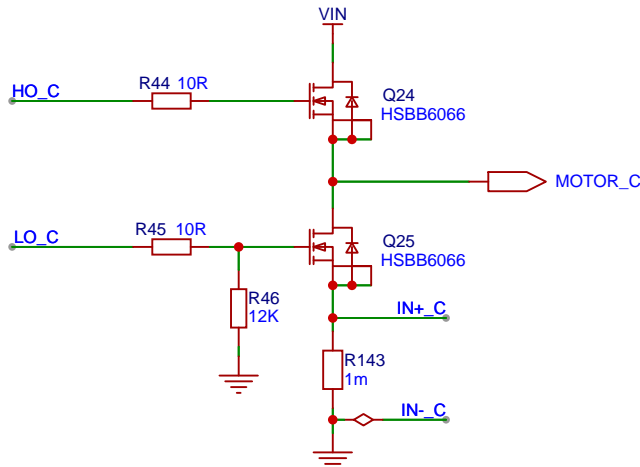 VIN
HO_C
R44 10R
Q24
HSBB6066
MOTOR_C
LO_C
R45 10R
Q25
HSBB6066
R46
12K
IN+_C
R143
1m
IN-_C